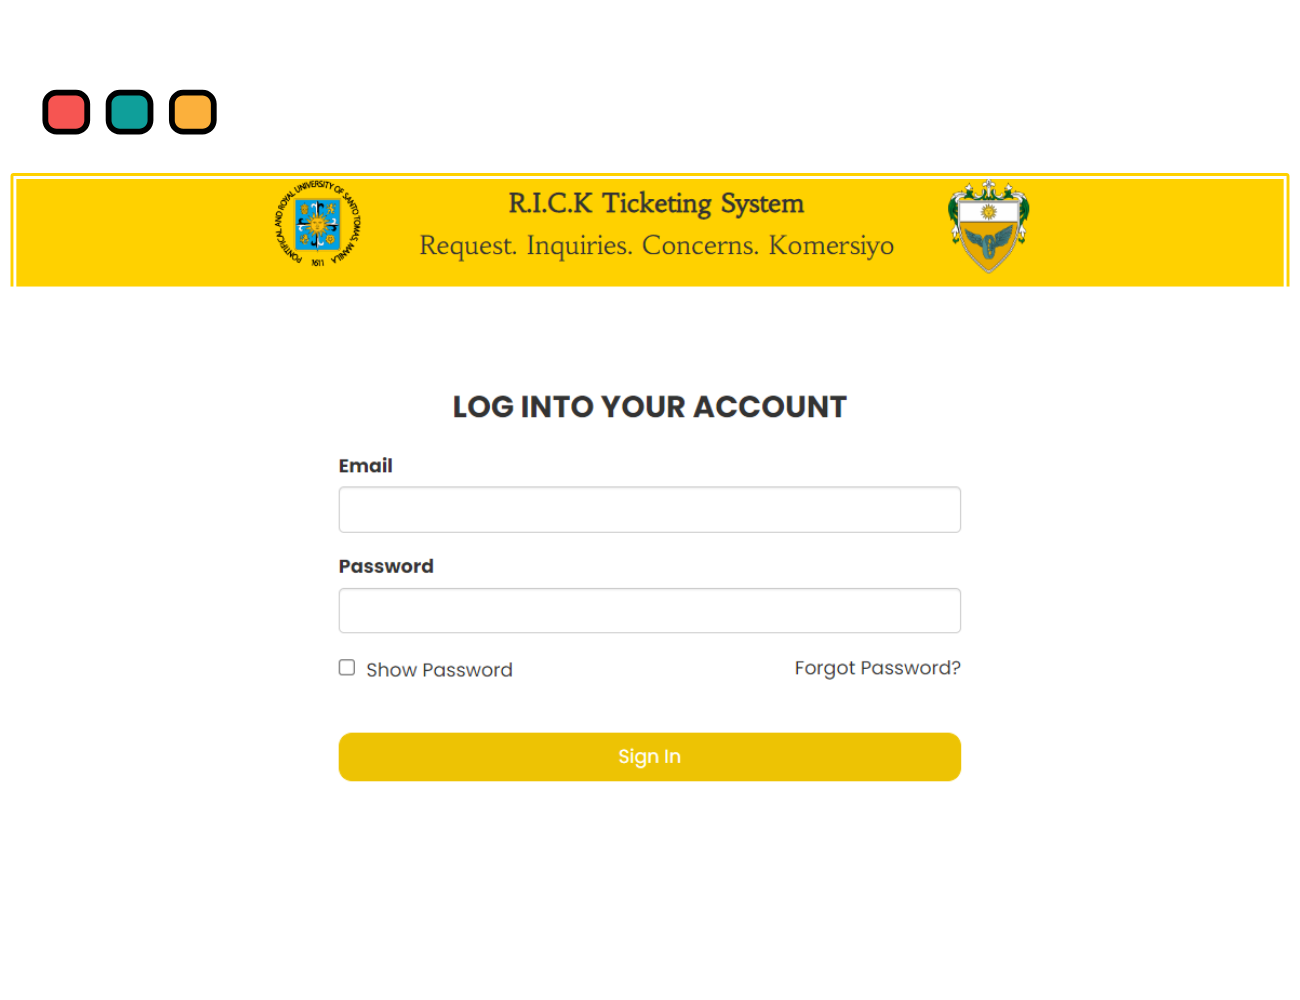 PONTIFICAL AND ROYAL UNIVERSITY OF SANTO TOMAS MANILA
1611
R.I.C.K Ticketing System
Request. Inquiries. Concerns. Komersiyo
LOG INTO YOUR ACCOUNT
Email
Password
Show Password
Forgot Password?
Sign In